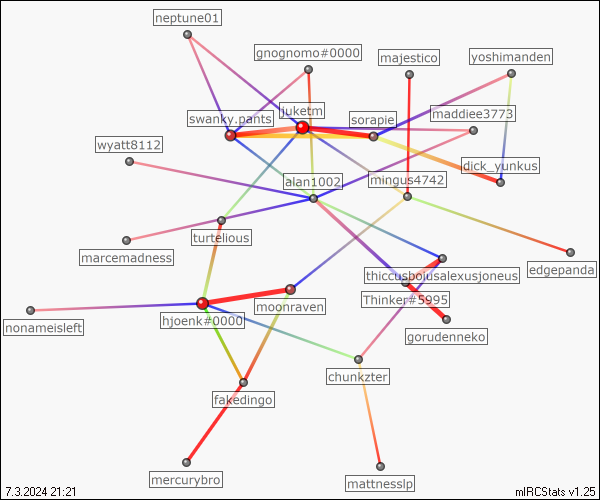 neptune01
gnognomo#0000
majestico
yoshimanden
juketm
maddiee3773
swanky.pants
sorapie
wyatt8112
dick_yunkus
alan1002
mingus4742
turtelious
marcemadness
edgepanda
thiccusboiusalexusjoneus
Thinker#5995
moonraven
hjoenk#0000
nonameisleft
gorudenneko
chunkzter
fakedingo
mercurybro
mattnesslp
7.3.2024 21:21
mIRCStats v1.25